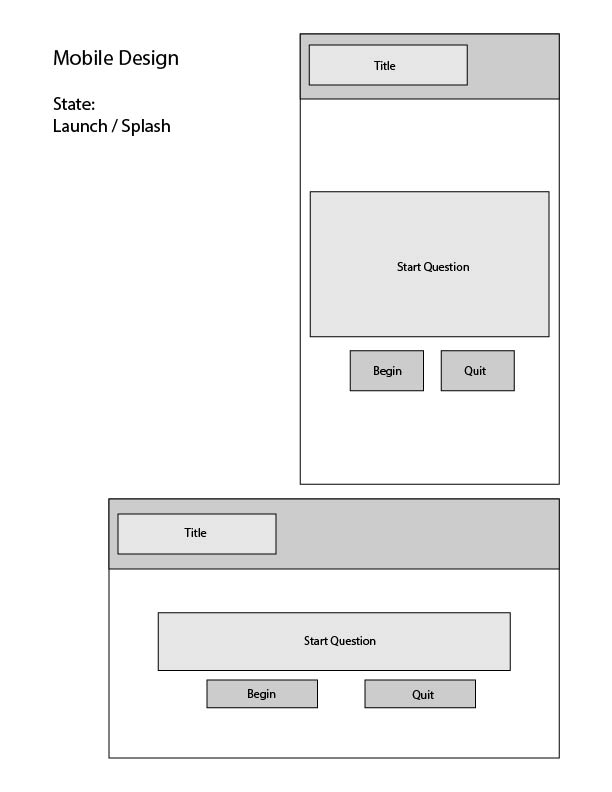 Mobile Design
State:
Launch / Splash
Title
Start Question
Begin
Quit
Title
Start Question
Begin
Quit